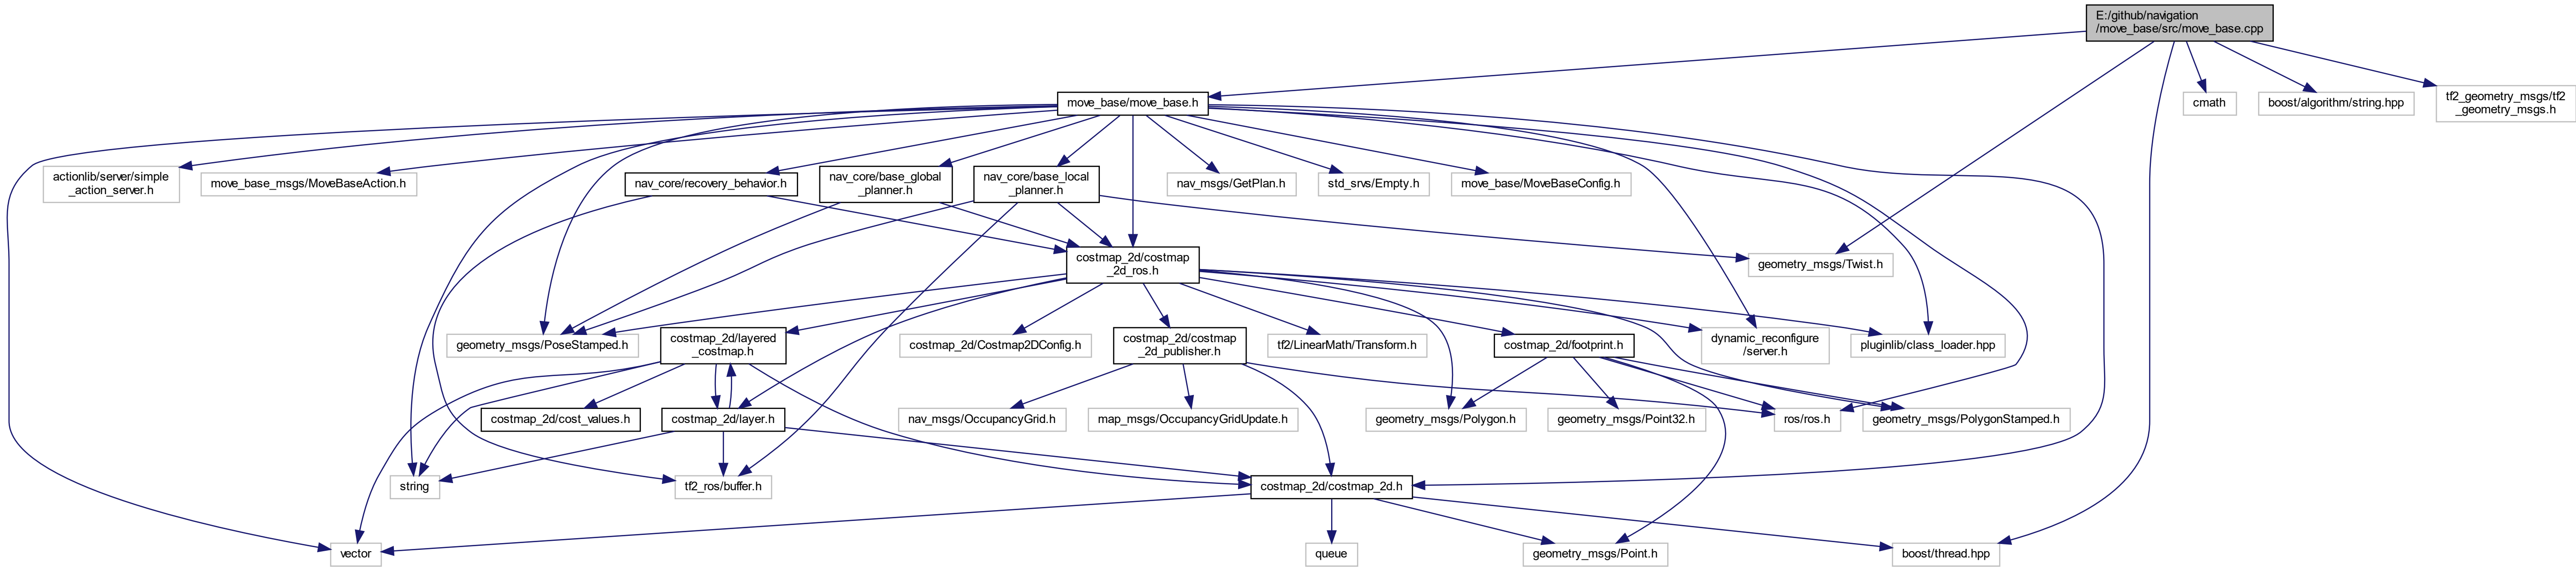 E:/github/navigation
/move_base/src/move_base.cpp
move_base/move_base.h
cmath
boost/algorithm/string.hpp
tf2_geometry_msgs/tf2
_geometry_msgs.h
actionlib/server/simple
_action_server.h
move_base_msgs/MoveBaseAction.h
nav_core/recovery_behavior.h
nav_core/base_global
_planner.h
nav_core/base_local
_planner.h
nav_msgs/GetPlan.h
std_srvs/Empty.h
move_base/MoveBaseConfig.h
costmap_2d/costmap
_2d_ros.h
geometry_msgs/Twist.h
geometry_msgs/PoseStamped.h
costmap_2d/layered
_costmap.h
costmap_2d/Costmap2DConfig.h
costmap_2d/costmap
_2d_publisher.h
tf2/LinearMath/Transform.h
costmap_2d/footprint.h
dynamic_reconfigure
/server.h
pluginlib/class_loader.hpp
costmap_2d/cost_values.h
costmap_2d/layer.h
nav_msgs/OccupancyGrid.h
map_msgs/OccupancyGridUpdate.h
geometry_msgs/Polygon.h
geometry_msgs/Point32.h
ros/ros.h
geometry_msgs/PolygonStamped.h
string
tf2_ros/buffer.h
costmap_2d/costmap_2d.h
vector
queue
geometry_msgs/Point.h
boost/thread.hpp